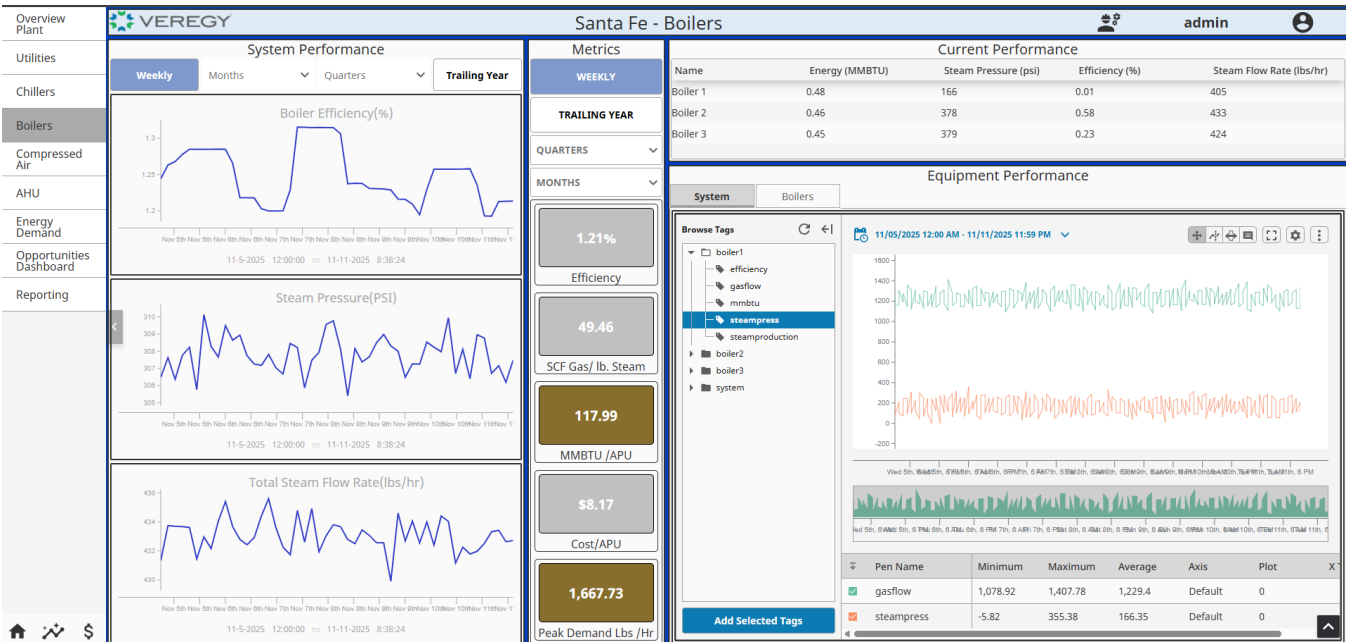 Overview Plant
Utilities
Chillers
Boilers
Compressed Air
AHU
Energy Demand
Opportunities Dashboard
Reporting
VEREGY
Santa Fe - Boilers
admin
System Performance
Weekly Months Quarters Trailing Year
Boiler Efficiency(%)
1.3
1.25
1.2
11-5-2025 12:00:00 to 11-11-2025 8:38:24
Steam Pressure(PSI)
310
309
308
307
306
305
11-5-2025 12:00:00 to 11-11-2025 8:38:24
Total Steam Flow Rate(lbs/hr)
436
434
432
430
11-5-2025 12:00:00 to 11-11-2025 8:38:24
Metrics
WEEKLY
TRAILING YEAR
QUARTERS
MONTHS
1.21%
Efficiency
49.46
SCF Gas/ lb. Steam
117.99
MMBTU /APU
$8.17
Cost/APU
1,667.73
Peak Demand Lbs /Hr
Current Performance
Name Energy (MMBTU) Steam Pressure (psi) Efficiency (%) Steam Flow Rate (lbs/hr)
Boiler 1 0.48 166 0.01 405
Boiler 2 0.46 378 0.58 433
Boiler 3 0.45 379 0.23 424
Equipment Performance
System Boilers
Browse Tags
boiler1
efficiency
gasflow
mmbtu
steampress
steamproduction
boiler2
boiler3
system
Add Selected Tags
11/05/2025 12:00 AM - 11/11/2025 11:59 PM
1600
1400
1200
1000
800
600
400
200
0
-200
Pen Name Minimum Maximum Average Axis Plot X
gasflow 1,078.92 1,407.78 1,229.4 Default 0
steampress -5.82 355.38 166.35 Default 0